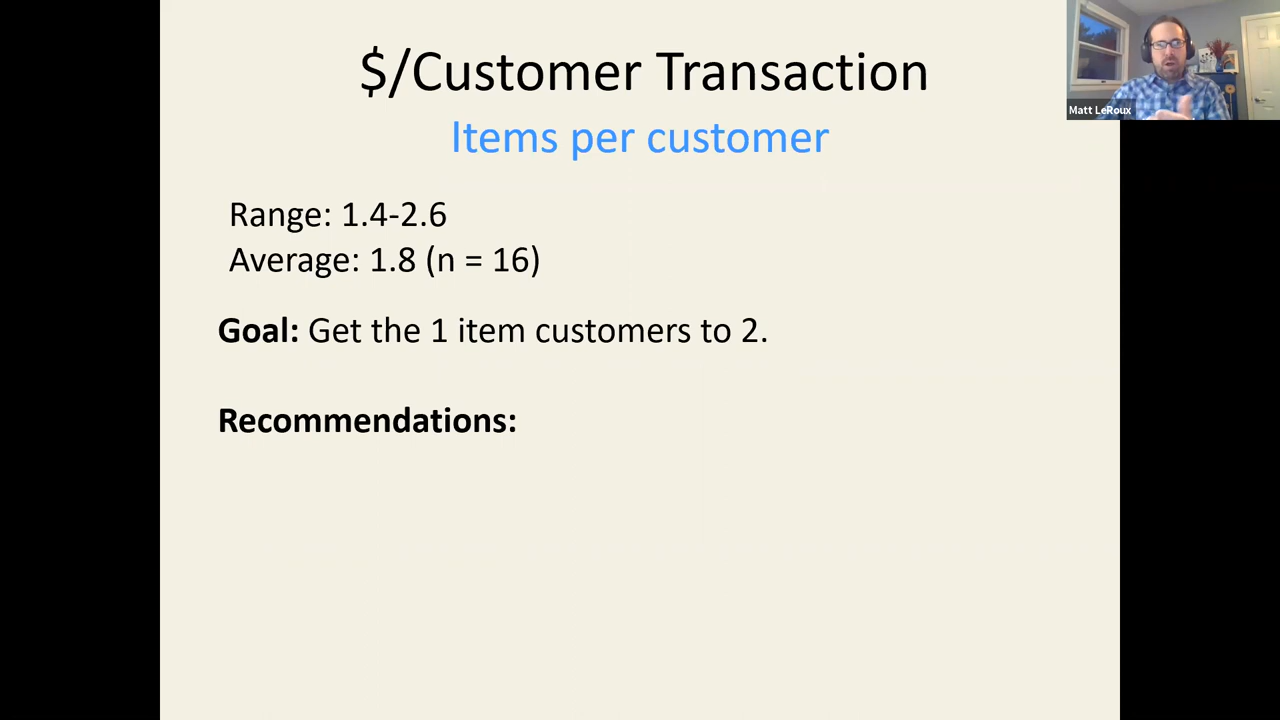 $/Customer Transaction
Items per customer
Range: 1.4-2.6
Average: 1.8 (n = 16)
Goal: Get the 1 item customers to 2.
Recommendations:
Matt LeRoux